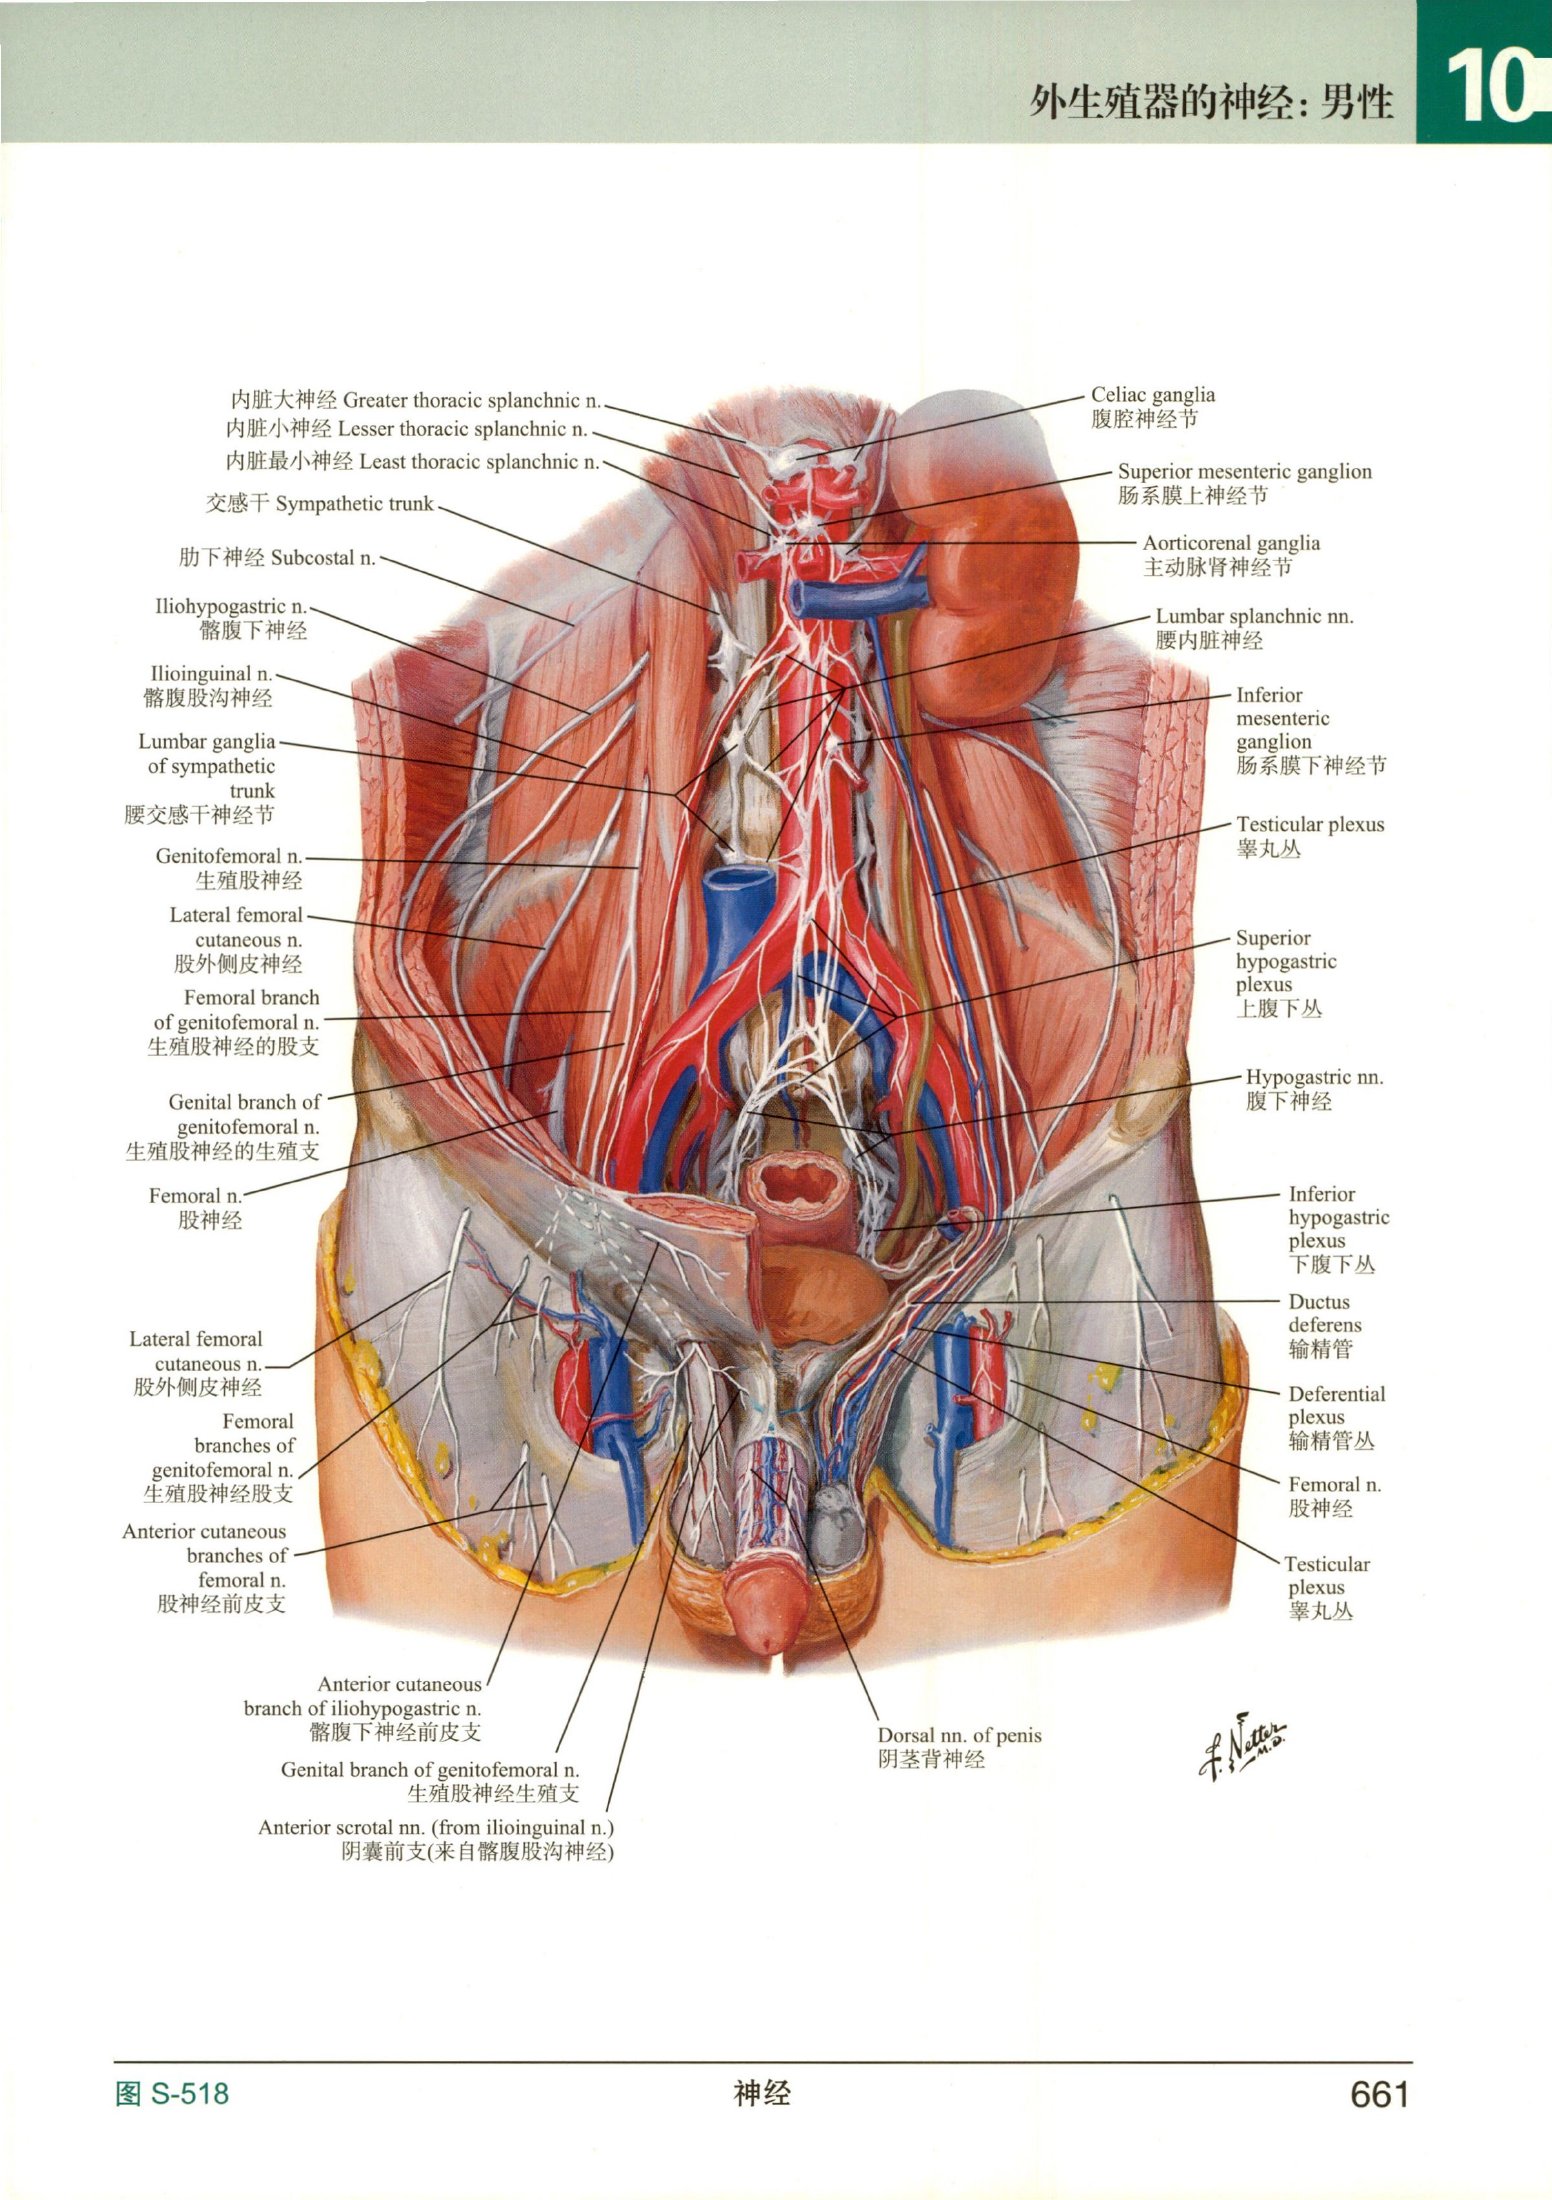 外生殖器的神经：男性
10
内脏大神经 Greater thoracic splanchnic n.
内脏小神经 Lesser thoracic splanchnic n.
内脏最小神经 Least thoracic splanchnic n.
交感干 Sympathetic trunk
肋下神经 Subcostal n.
Iliohypogastric n.
髂腹下神经
Ilioinguinal n.
髂腹股沟神经
Lumbar ganglia
of sympathetic
trunk
腰交感干神经节
Genitofemoral n.
生殖股神经
Lateral femoral
cutaneous n.
股外侧皮神经
Femoral branch
of genitofemoral n.
生殖股神经的股支
Genital branch of
genitofemoral n.
生殖股神经的生殖支
Femoral n.
股神经
Lateral femoral
cutaneous n.
股外侧皮神经
Femoral
branches of
genitofemoral n.
生殖股神经股支
Anterior cutaneous
branches of
femoral n.
股神经前皮支
Anterior cutaneous
branch of iliohypogastric n.
髂腹下神经前皮支
Genital branch of genitofemoral n.
生殖股神经生殖支
Anterior scrotal nn. (from ilioinguinal n.)
阴囊前支(来自髂腹股沟神经)
Celiac ganglia
腹腔神经节
Superior mesenteric ganglion
肠系膜上神经节
Aorticorenal ganglia
主动脉肾神经节
Lumbar splanchnic nn.
腰内脏神经
Inferior
mesenteric
ganglion
肠系膜下神经节
Testicular plexus
睾丸丛
Superior
hypogastric
plexus
上腹下丛
Hypogastric nn.
腹下神经
Inferior
hypogastric
plexus
下腹下丛
Ductus
deferens
输精管
Deferential
plexus
输精管丛
Femoral n.
股神经
Testicular
plexus
睾丸丛
Dorsal nn. of penis
阴茎背神经
F. Netter
M.D.
图 S-518
神经
661